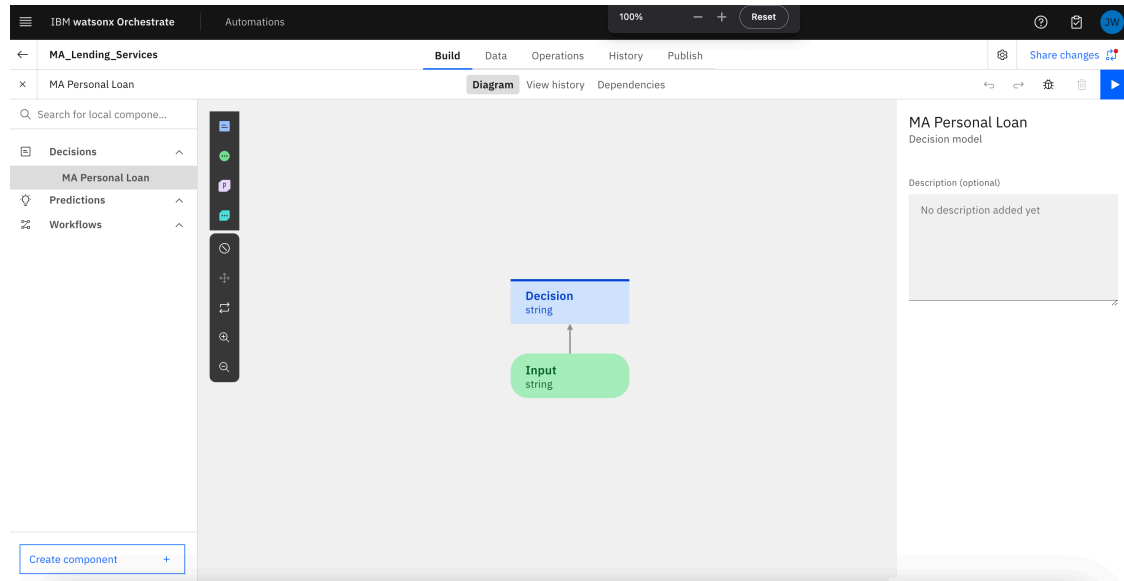 IBM watsonx Orchestrate
Automations
100%
Reset
JW
MA_Lending_Services
Build
Data
Operations
History
Publish
Share changes
MA Personal Loan
Diagram
View history
Dependencies
Search for local compone...
Decisions
MA Personal Loan
Predictions
Workflows
Create component +
P
Decision
string
Input
string
MA Personal Loan
Decision model
Description (optional)
No description added yet